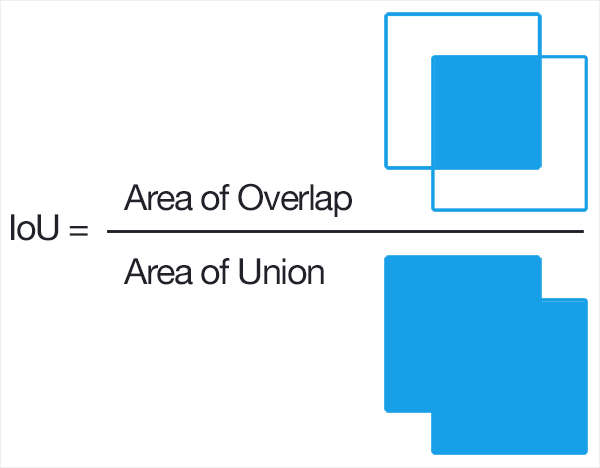 Area of Overlap
IoU =
Area of Union